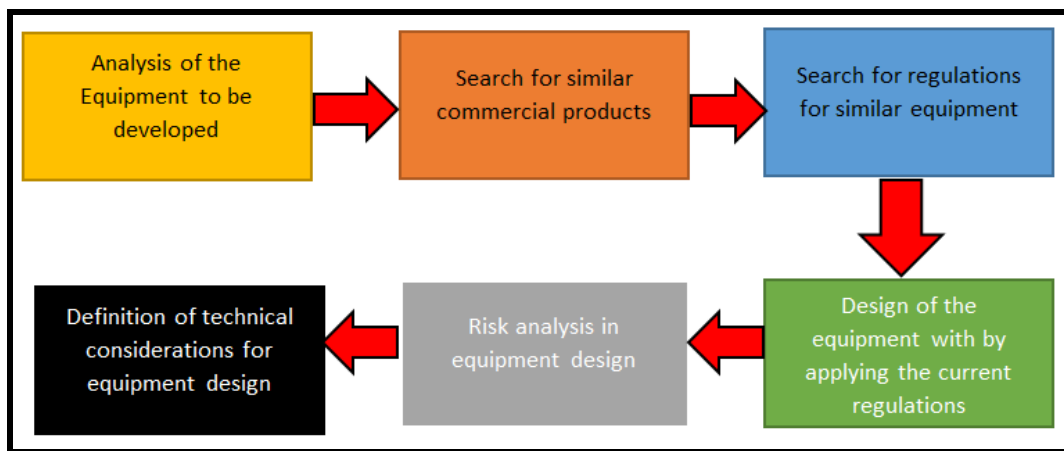 Analysis of the
Equipment to be
developed
Search for similar
commercial products
Search for regulations
for similar equipment
Design of the
equipment with by
applying the current
regulations
Risk analysis in
equipment design
Definition of technical
considerations for
equipment design